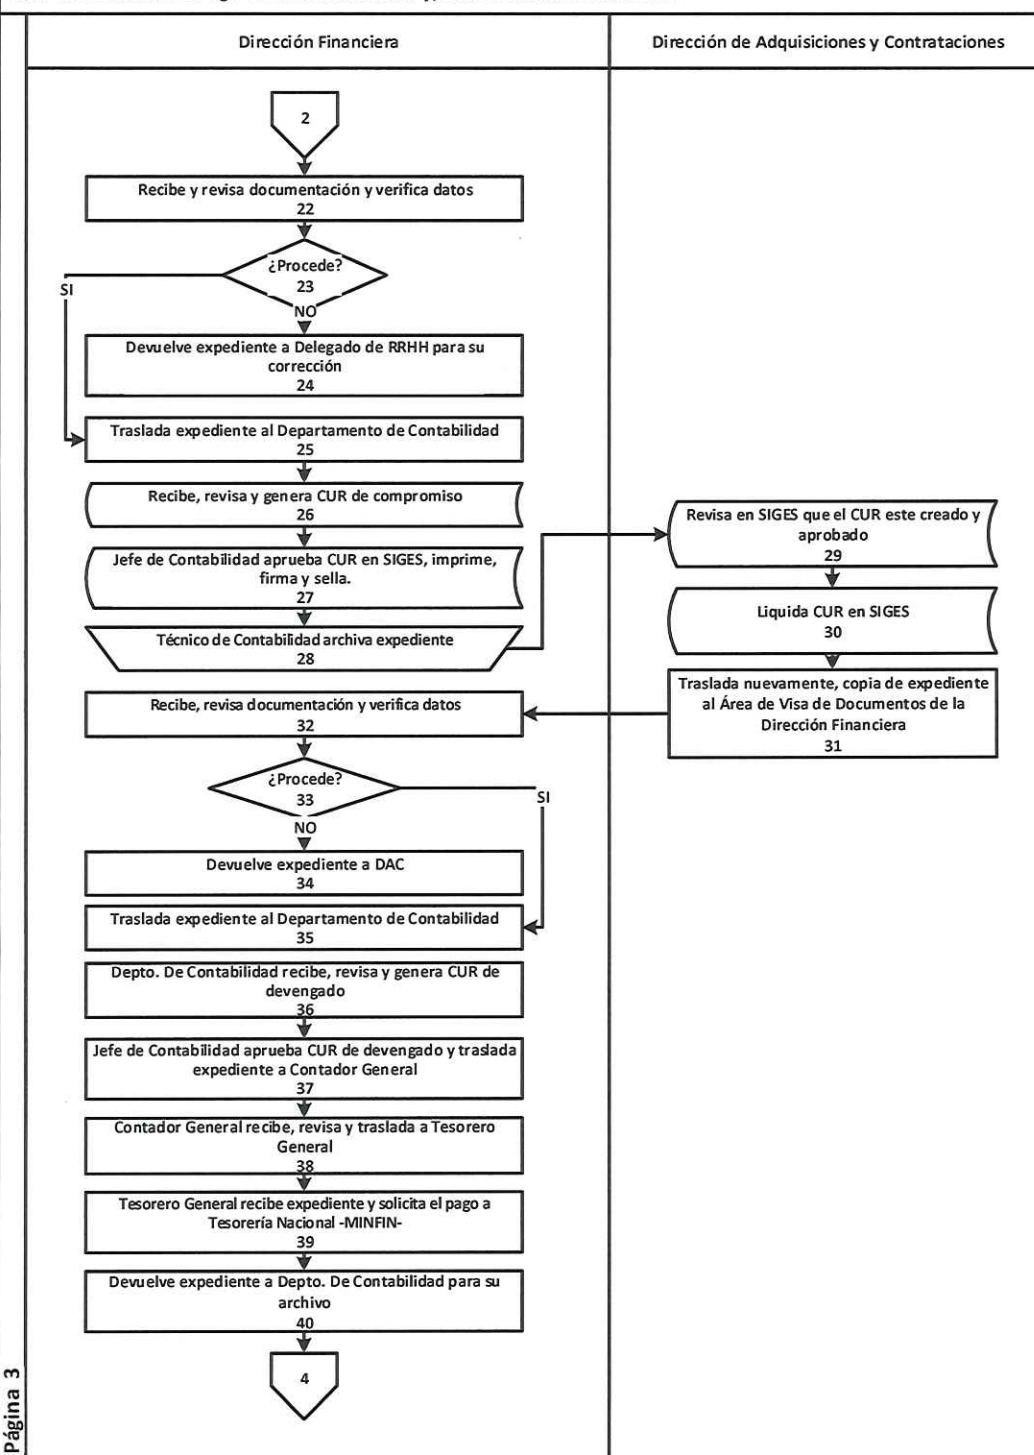 Dirección Financiera
Dirección de Adquisiciones y Contrataciones
2
Recibe y revisa documentación y verifica datos
22
¿Procede?
23
SI
NO
Devuelve expediente a Delegado de RRHH para su
corrección
24
Traslada expediente al Departamento de Contabilidad
25
Recibe, revisa y genera CUR de compromiso
26
Jefe de Contabilidad aprueba CUR en SIGES, imprime,
firma y sella.
27
Técnico de Contabilidad archiva expediente
28
Revisa en SIGES que el CUR este creado y
aprobado
29
Liquida CUR en SIGES
30
Traslada nuevamente, copia de expediente
al Área de Visa de Documentos de la
Dirección Financiera
31
Recibe, revisa documentación y verifica datos
32
¿Procede?
33
SI
NO
Devuelve expediente a DAC
34
Traslada expediente al Departamento de Contabilidad
35
Depto. De Contabilidad recibe, revisa y genera CUR de
devengado
36
Jefe de Contabilidad aprueba CUR de devengado y traslada
expediente a Contador General
37
Contador General recibe, revisa y traslada a Tesorero
General
38
Tesorero General recibe expediente y solicita el pago a
Tesorería Nacional -MINFIN-
39
Devuelve expediente a Depto. De Contabilidad para su
archivo
40
4
Página 3